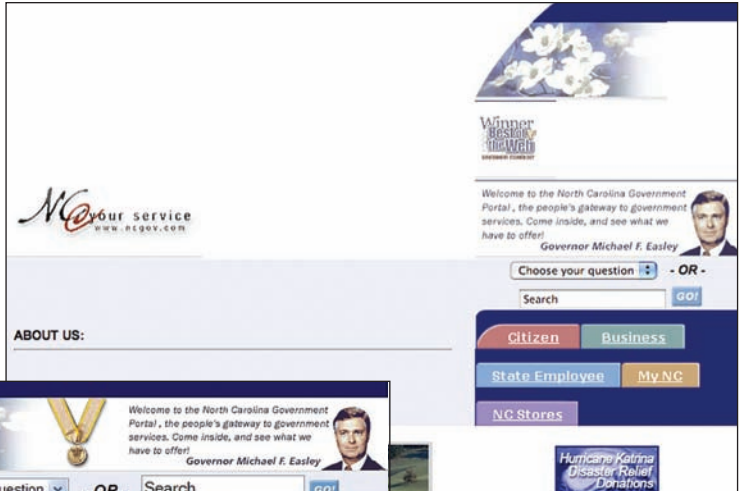 Winner
Best of
the Web
NC@your service
www.ncgov.com
Welcome to the North Carolina Government
Portal , the people's gateway to government
services. Come inside, and see what we
have to offer!
Governor Michael F. Easley
Choose your question - OR -
Search GO!
ABOUT US:
Citizen Business
State Employee My NC
NC Stores
Welcome to the North Carolina Government
Portal , the people's gateway to government
services. Come inside, and see what we
have to offer!
Governor Michael F. Easley
uestion OR Search GO!
Hurricane Katrina
Disaster Relief
Donations